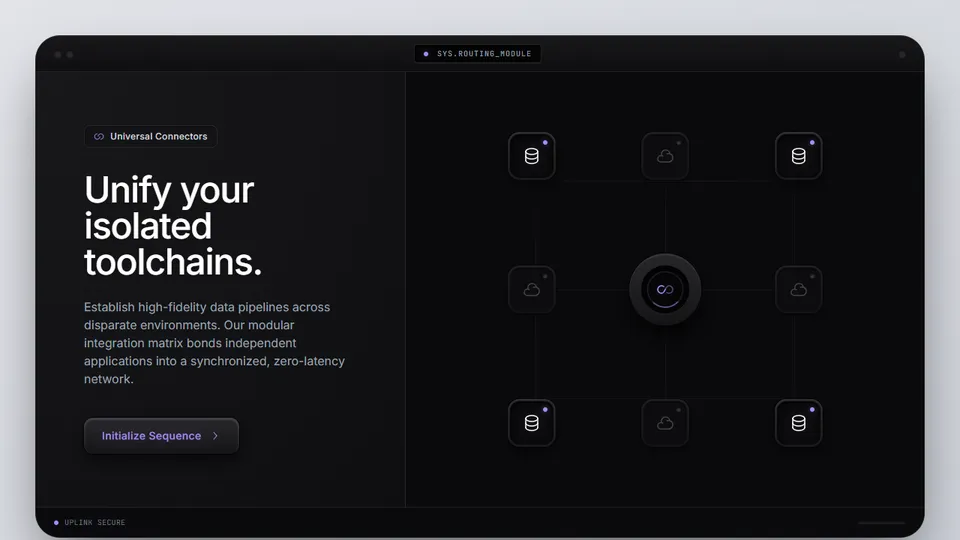 SYS.ROUTING_MODULE
Universal Connectors
Unify your
isolated
toolchains.
Establish high-fidelity data pipelines across
disparate environments. Our modular
integration matrix bonds independent
applications into a synchronized, zero-latency
network.
Initialize Sequence
UPLINK SECURE